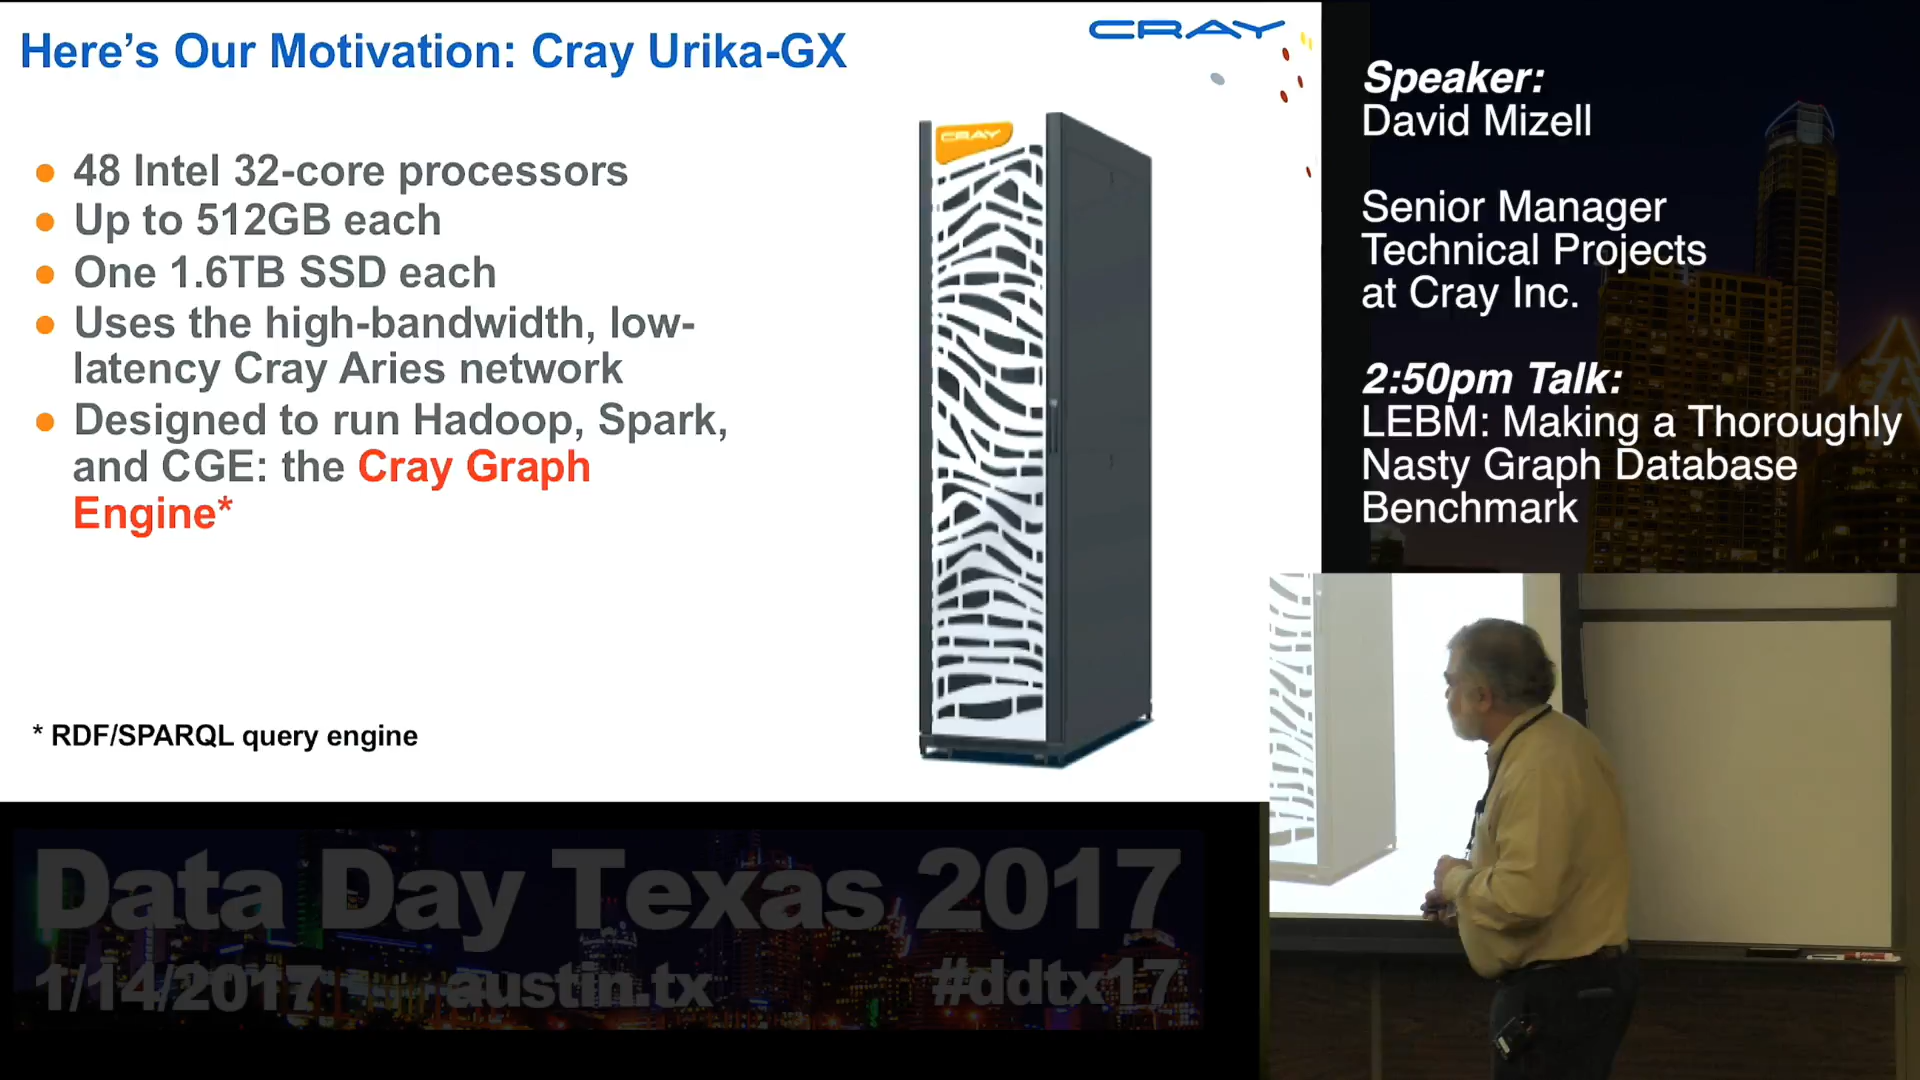 Here's Our Motivation: Cray Urika-GX
CRAY
48 Intel 32-core processors
Up to 512GB each
One 1.6TB SSD each
Uses the high-bandwidth, low-
latency Cray Aries network
Designed to run Hadoop, Spark,
and CGE: the Cray Graph
Engine*
* RDF/SPARQL query engine
CRAY
Speaker:
David Mizell
Senior Manager
Technical Projects
at Cray Inc.
2:50pm Talk:
LEBM: Making a Thoroughly
Nasty Graph Database
Benchmark
Data Day Texas 2017
1/14/2017 austin.tx #ddtx17